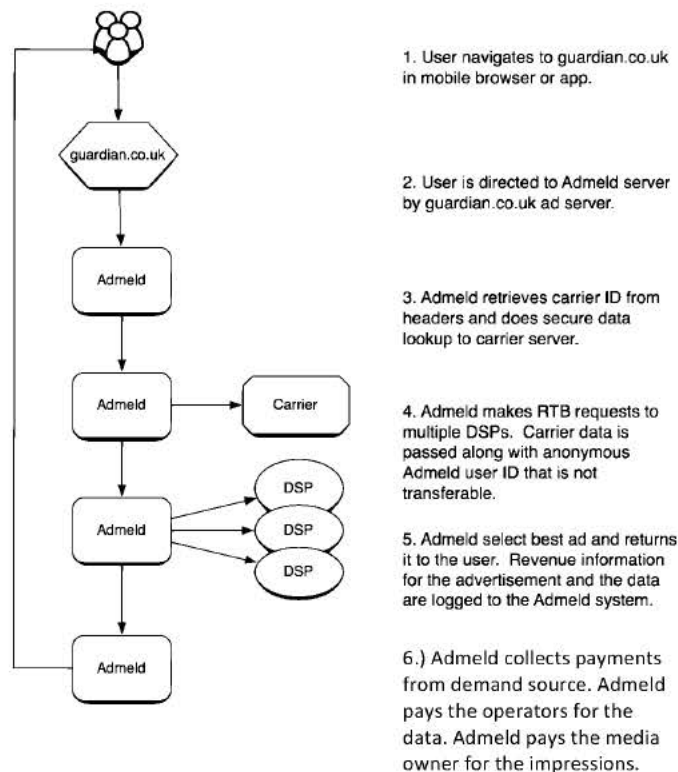 1. User navigates to guardian.co.uk
in mobile browser or app.
guardian.co.uk
2. User is directed to Admeld server
by guardian.co.uk ad server.
Admeld
3. Admeld retrieves carrier ID from
headers and does secure data
lookup to carrier server.
Admeld
Carrier
4. Admeld makes RTB requests to
multiple DSPs. Carrier data is
passed along with anonymous
Admeld user ID that is not
transferable.
DSP
Admeld
DSP
DSP
5. Admeld select best ad and returns
it to the user. Revenue information
for the advertisement and the data
are logged to the Admeld system.
Admeld
6.) Admeld collects payments
from demand source. Admeld
pays the operators for the
data. Admeld pays the media
owner for the impressions.